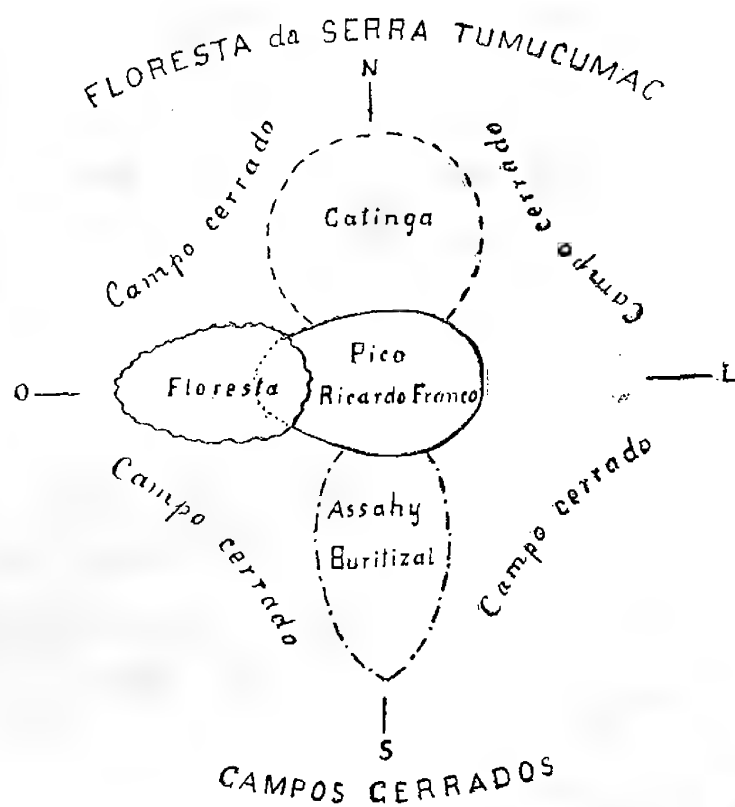 FLORESTA da SERRA TUMUCUMAC
N
Campo cerrado
Campo cerrado
Catinga
Pico
Ricardo Franco
Floresta
O
L
Campo cerrado
Campo cerrado
Assahy
Buritizal
S
CAMPOS CERRADOS